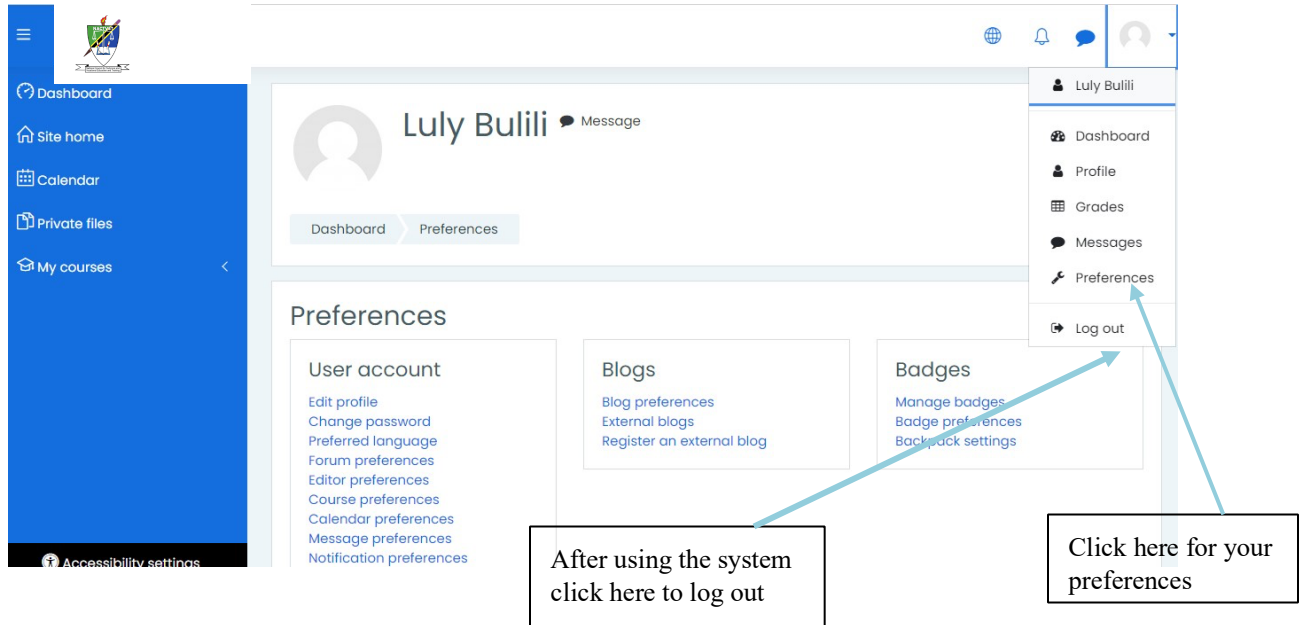 Luly Bulili
Dashboard
Site home
Calendar
Private files
My courses
Luly Bulili Message
Dashboard Preferences
Dashboard
Profile
Grades
Messages
Preferences
Log out
Preferences
User account
Edit profile
Change password
Preferred language
Forum preferences
Editor preferences
Course preferences
Calendar preferences
Message preferences
Notification preferences
Blogs
Blog preferences
External blogs
Register an external blog
Badges
Manage badges
Badge preferences
Backpack settings
Accessibility settings
After using the system
click here to log out
Click here for your
preferences